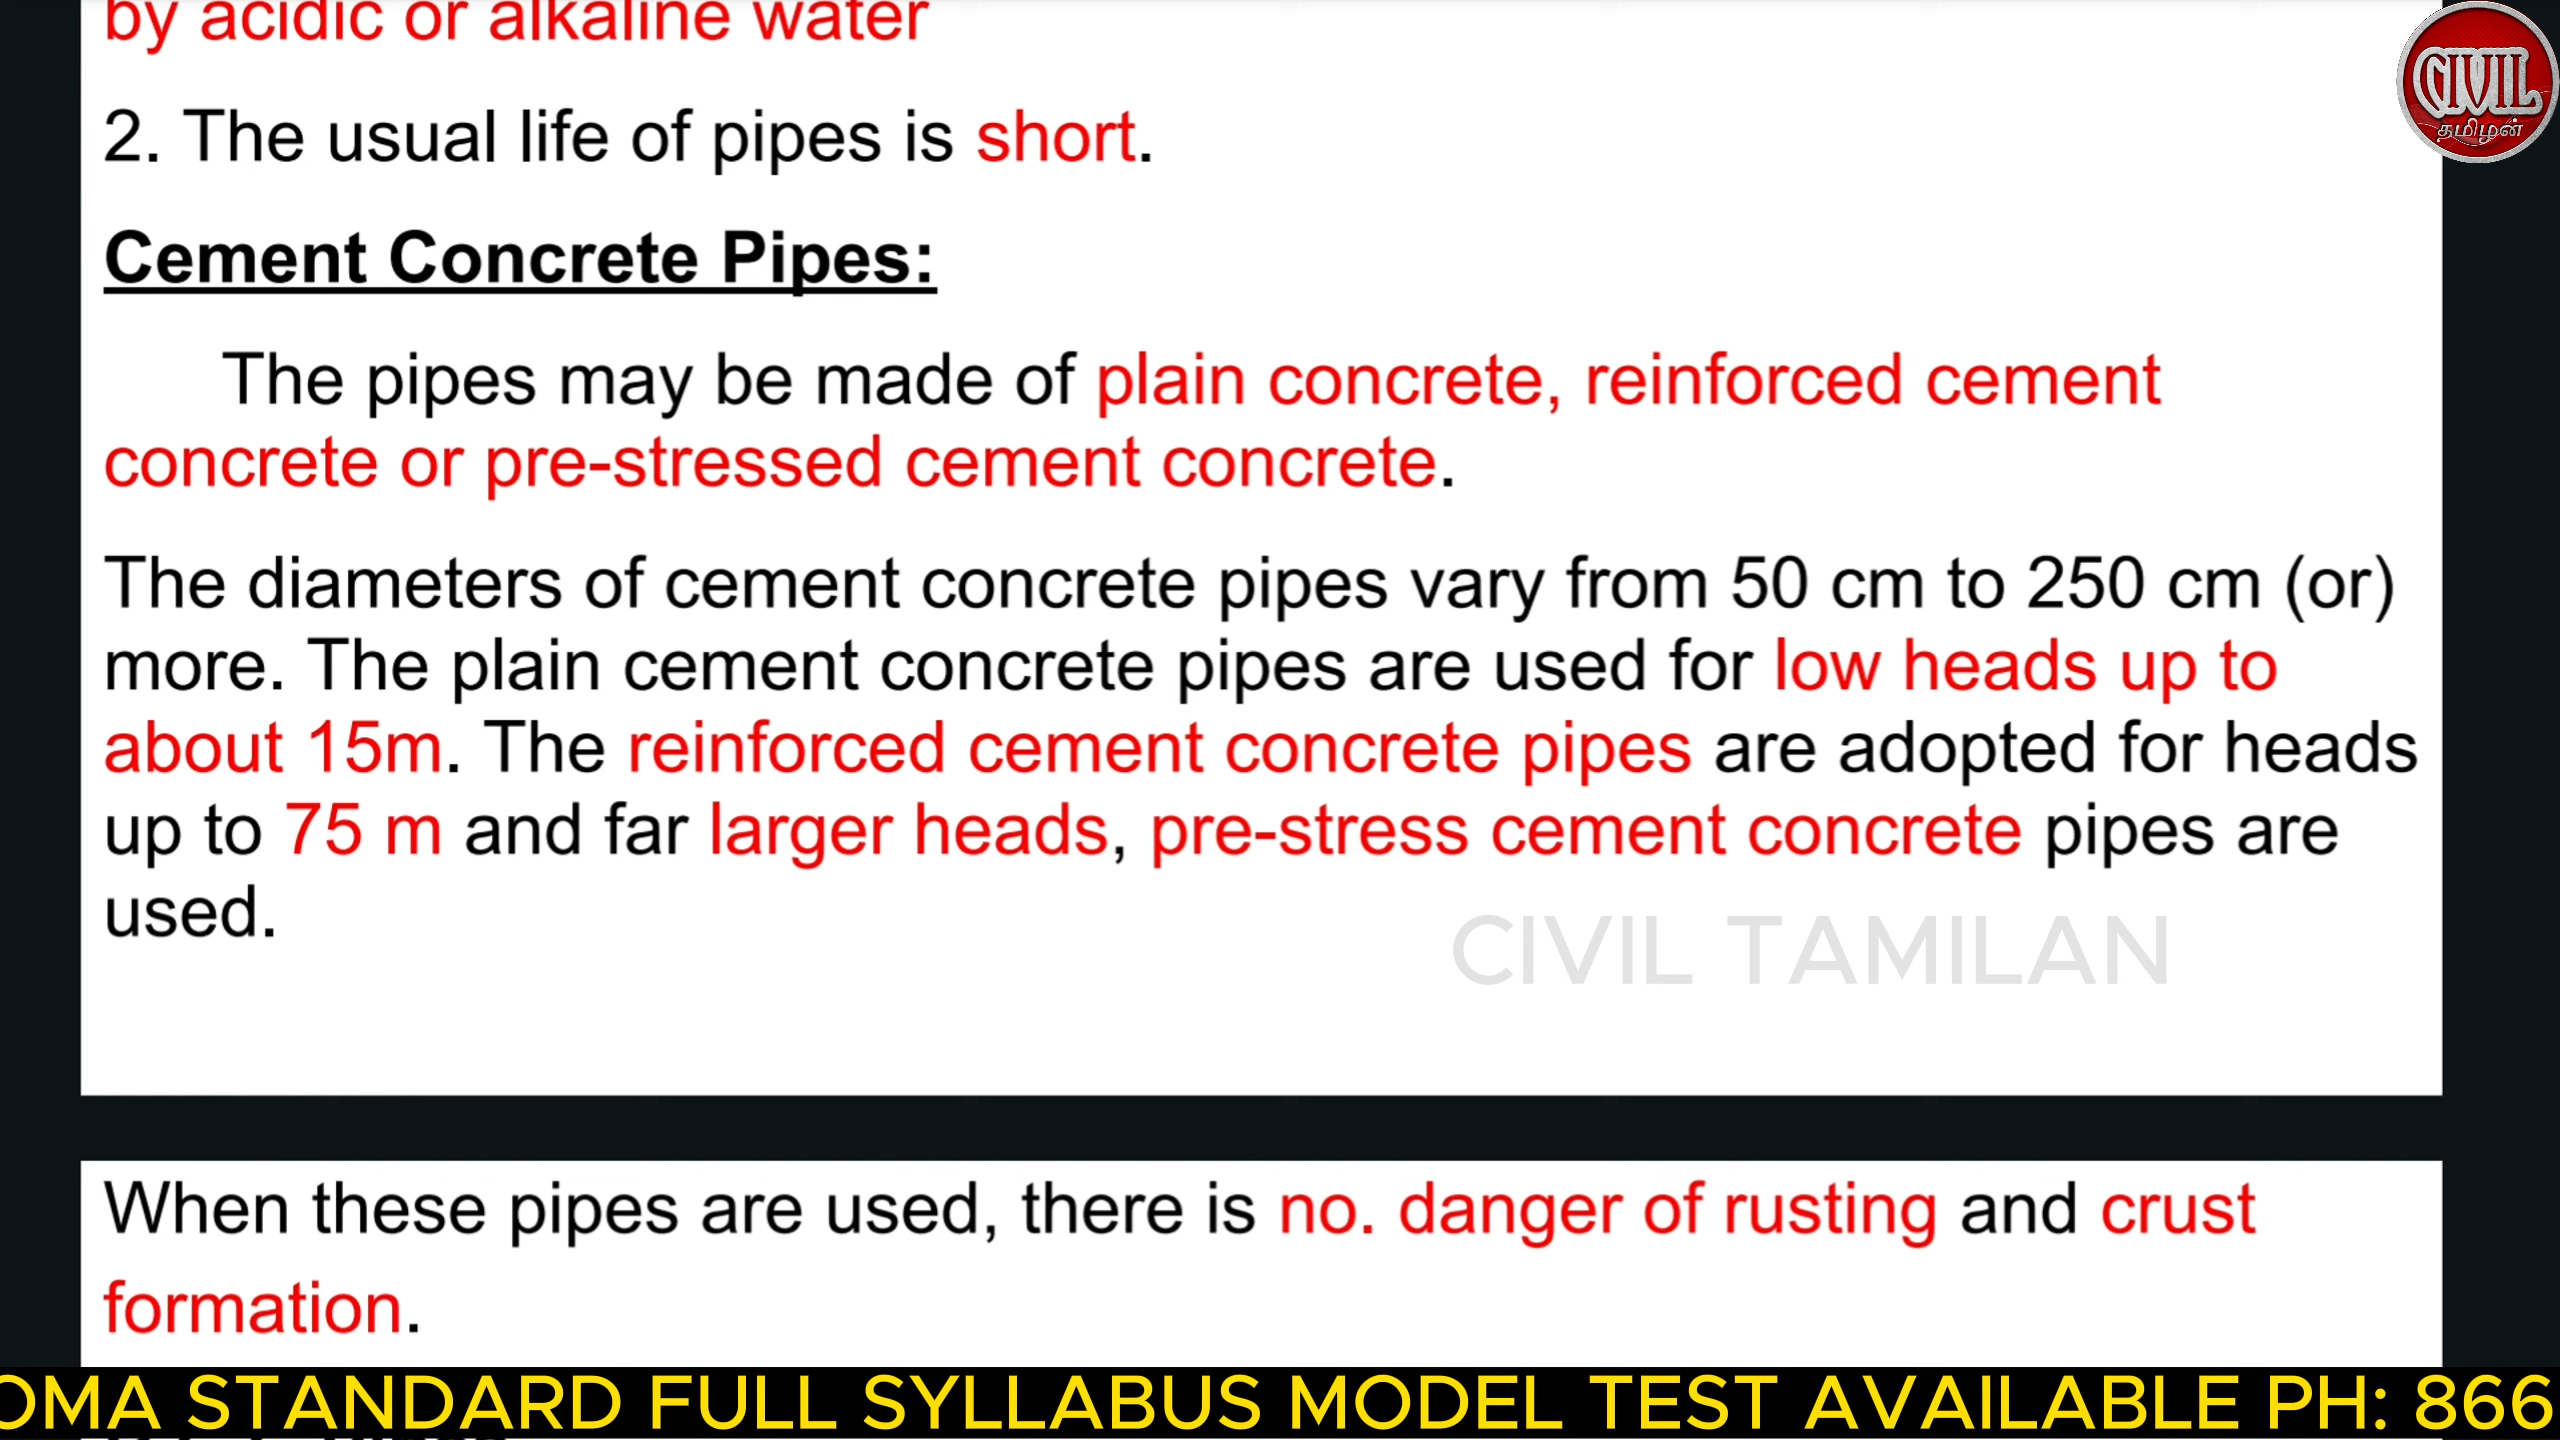 by acidic or alkaline water
CIVIL
தமிழன்
2. The usual life of pipes is short.
Cement Concrete Pipes:
The pipes may be made of plain concrete, reinforced cement
concrete or pre-stressed cement concrete.
The diameters of cement concrete pipes vary from 50 cm to 250 cm (or)
more. The plain cement concrete pipes are used for low heads up to
about 15m. The reinforced cement concrete pipes are adopted for heads
up to 75 m and far larger heads, pre-stress cement concrete pipes are
used.
CIVIL TAMILAN
When these pipes are used, there is no. danger of rusting and crust
formation.
OMA STANDARD FULL SYLLABUS MODEL TEST AVAILABLE PH: 866